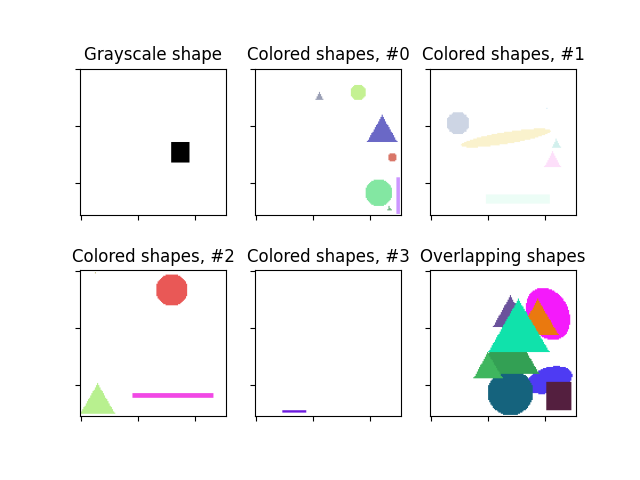 Grayscale shape
Colored shapes, #0
Colored shapes, #1
Colored shapes, #2
Colored shapes, #3
Overlapping shapes